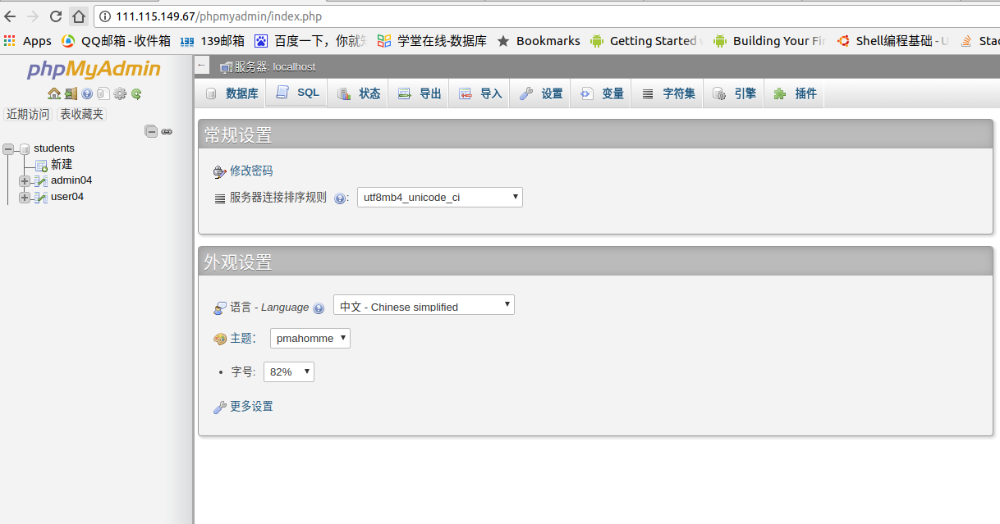 111.115.149.67/phpmyadmin/index.php
Apps QQ邮箱 - 收件箱 139邮箱 百度一下，你就 学堂在线-数据库 Bookmarks Getting Started Building Your Fir Shell编程基础 - U Stac
phpMyAdmin
近期访问 表收藏夹
students
新建
admin04
user04
服务器: localhost
数据库 SQL 状态 导出 导入 设置 变量 字符集 引擎 插件
常规设置
修改密码
服务器连接排序规则 : utf8mb4_unicode_ci
外观设置
语言 - Language 中文 - Chinese simplified
主题: pmahomme
字号: 82%
更多设置